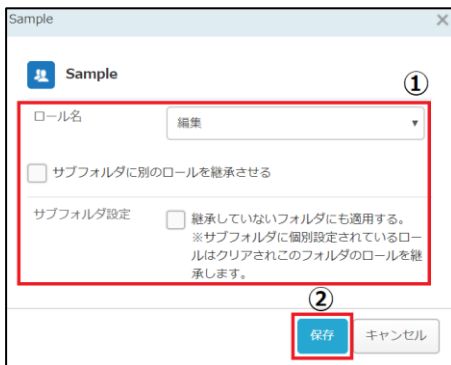 Sample
×
Sample
①
ロール名
編集
サブフォルダに別のロールを継承させる
サブフォルダ設定
継承していないフォルダにも適用する。
※サブフォルダに個別設定されているロー
ルはクリアされこのフォルダのロールを継
承します。
②
保存
キャンセル